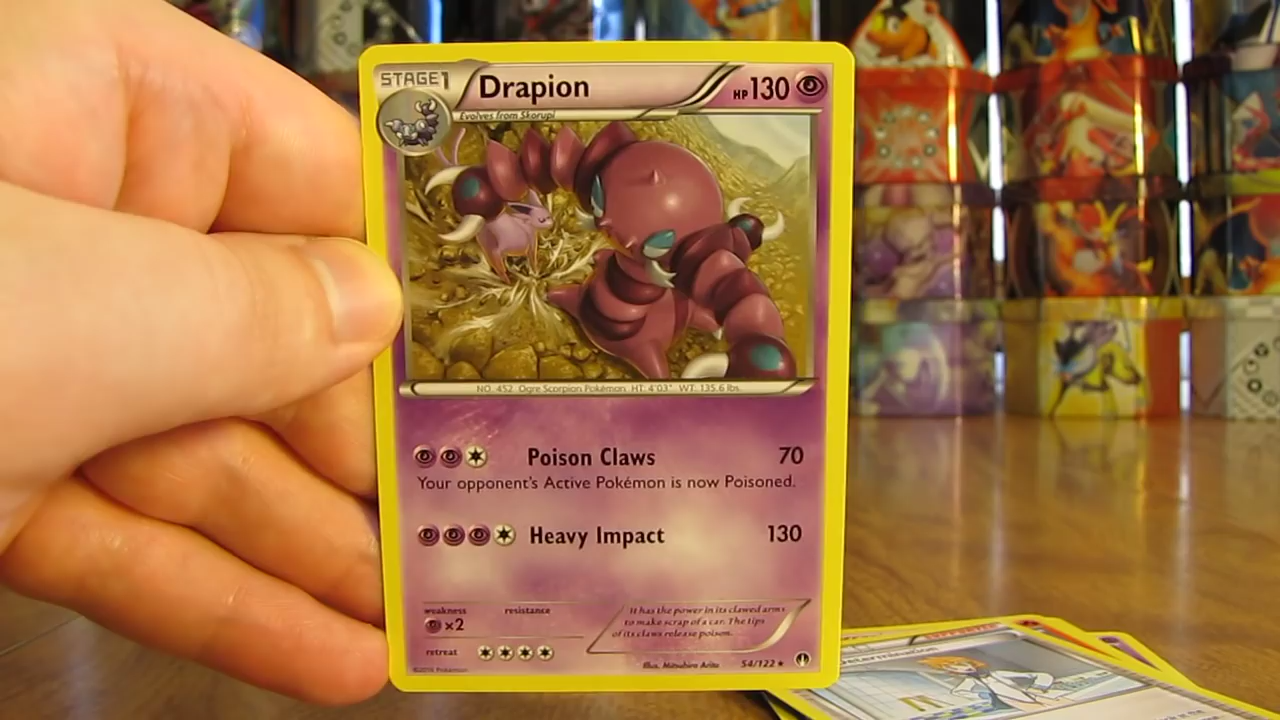 STAGE1 Drapion HP130
Evolves from Skorupi
NO. 452 Ogre Scorpion Pokémon HT: 4'03" WT: 135.6 lbs.
Poison Claws 70
Your opponent's Active Pokémon is now Poisoned.
Heavy Impact 130
weakness resistance
×2
It has the power in its clawed arms
to make scrap of a car. The tips
of its claws release poison.
retreat
©2016 Pokémon Illus. Mitsuhiro Arita 54/122 ★
Determination